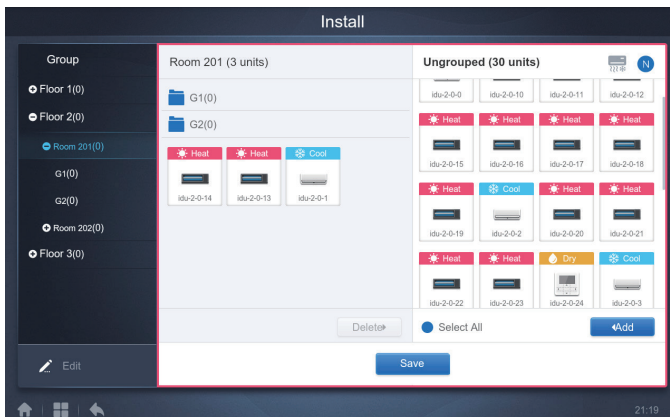 Install
Group
Floor 1(0)
Floor 2(0)
Room 201(0)
G1(0)
G2(0)
Room 202(0)
Floor 3(0)
Edit
Room 201 (3 units)
G1(0)
G2(0)
Heat Heat Cool
idu-2-0-14 idu-2-0-13 idu-2-0-1
Delete
Ungrouped (30 units) N
idu-2-0-0 idu-2-0-10 idu-2-0-11 idu-2-0-12
Heat Heat Heat Heat
idu-2-0-15 idu-2-0-16 idu-2-0-17 idu-2-0-18
Heat Cool Heat Heat
idu-2-0-19 idu-2-0-2 idu-2-0-20 idu-2-0-21
Heat Heat Dry Cool
idu-2-0-22 idu-2-0-23 idu-2-0-24 idu-2-0-3
Select All Add
Save
21:19